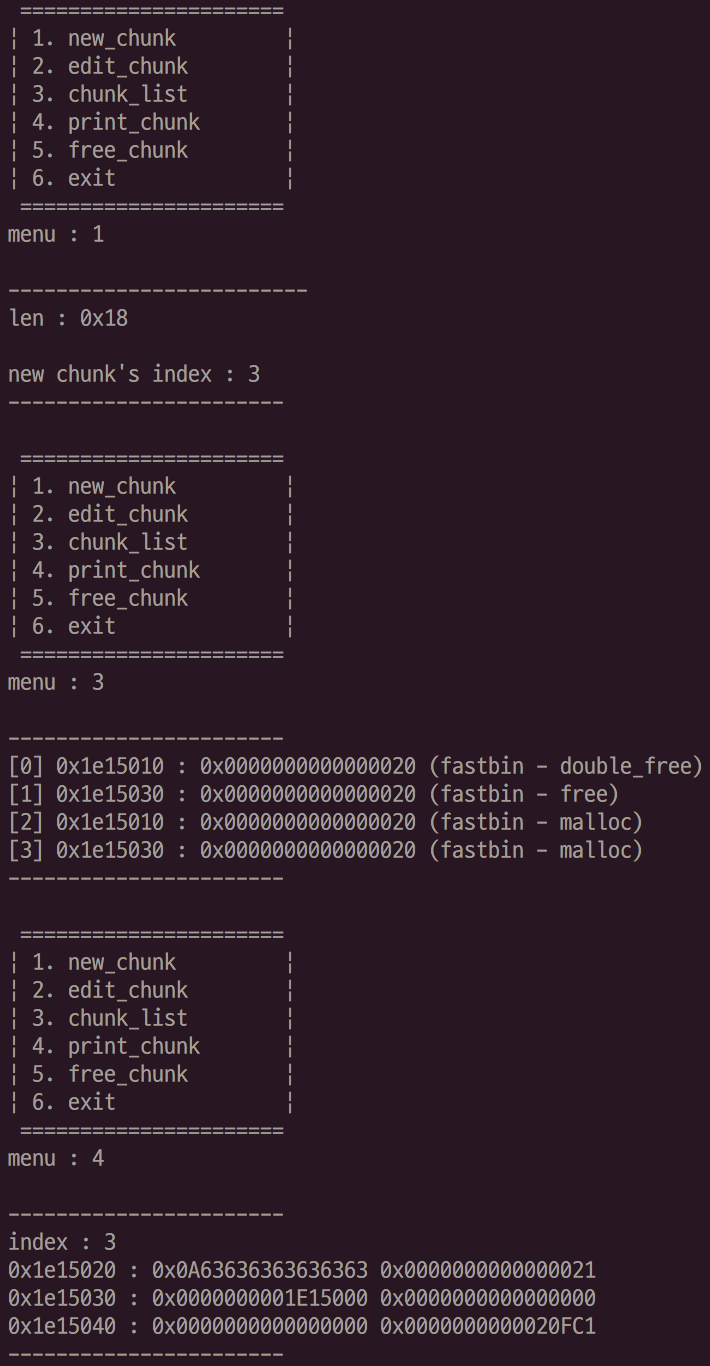 ======================
¦ 1. new_chunk         ¦
¦ 2. edit_chunk        ¦
¦ 3. chunk_list        ¦
¦ 4. print_chunk       ¦
¦ 5. free_chunk        ¦
¦ 6. exit              ¦
======================
menu : 1
-------------------------
len : 0x18
new chunk's index : 3
-----------------------
======================
¦ 1. new_chunk         ¦
¦ 2. edit_chunk        ¦
¦ 3. chunk_list        ¦
¦ 4. print_chunk       ¦
¦ 5. free_chunk        ¦
¦ 6. exit              ¦
======================
menu : 3
-----------------------
[0] 0x1e15010 : 0x0000000000000020 (fastbin - double_free)
[1] 0x1e15030 : 0x0000000000000020 (fastbin - free)
[2] 0x1e15010 : 0x0000000000000020 (fastbin - malloc)
[3] 0x1e15030 : 0x0000000000000020 (fastbin - malloc)
-----------------------
======================
¦ 1. new_chunk         ¦
¦ 2. edit_chunk        ¦
¦ 3. chunk_list        ¦
¦ 4. print_chunk       ¦
¦ 5. free_chunk        ¦
¦ 6. exit              ¦
======================
menu : 4
-----------------------
index : 3
0x1e15020 : 0x0A63636363636363 0x0000000000000021
0x1e15030 : 0x0000000001E15000 0x0000000000000000
0x1e15040 : 0x0000000000000000 0x0000000000020FC1
-----------------------